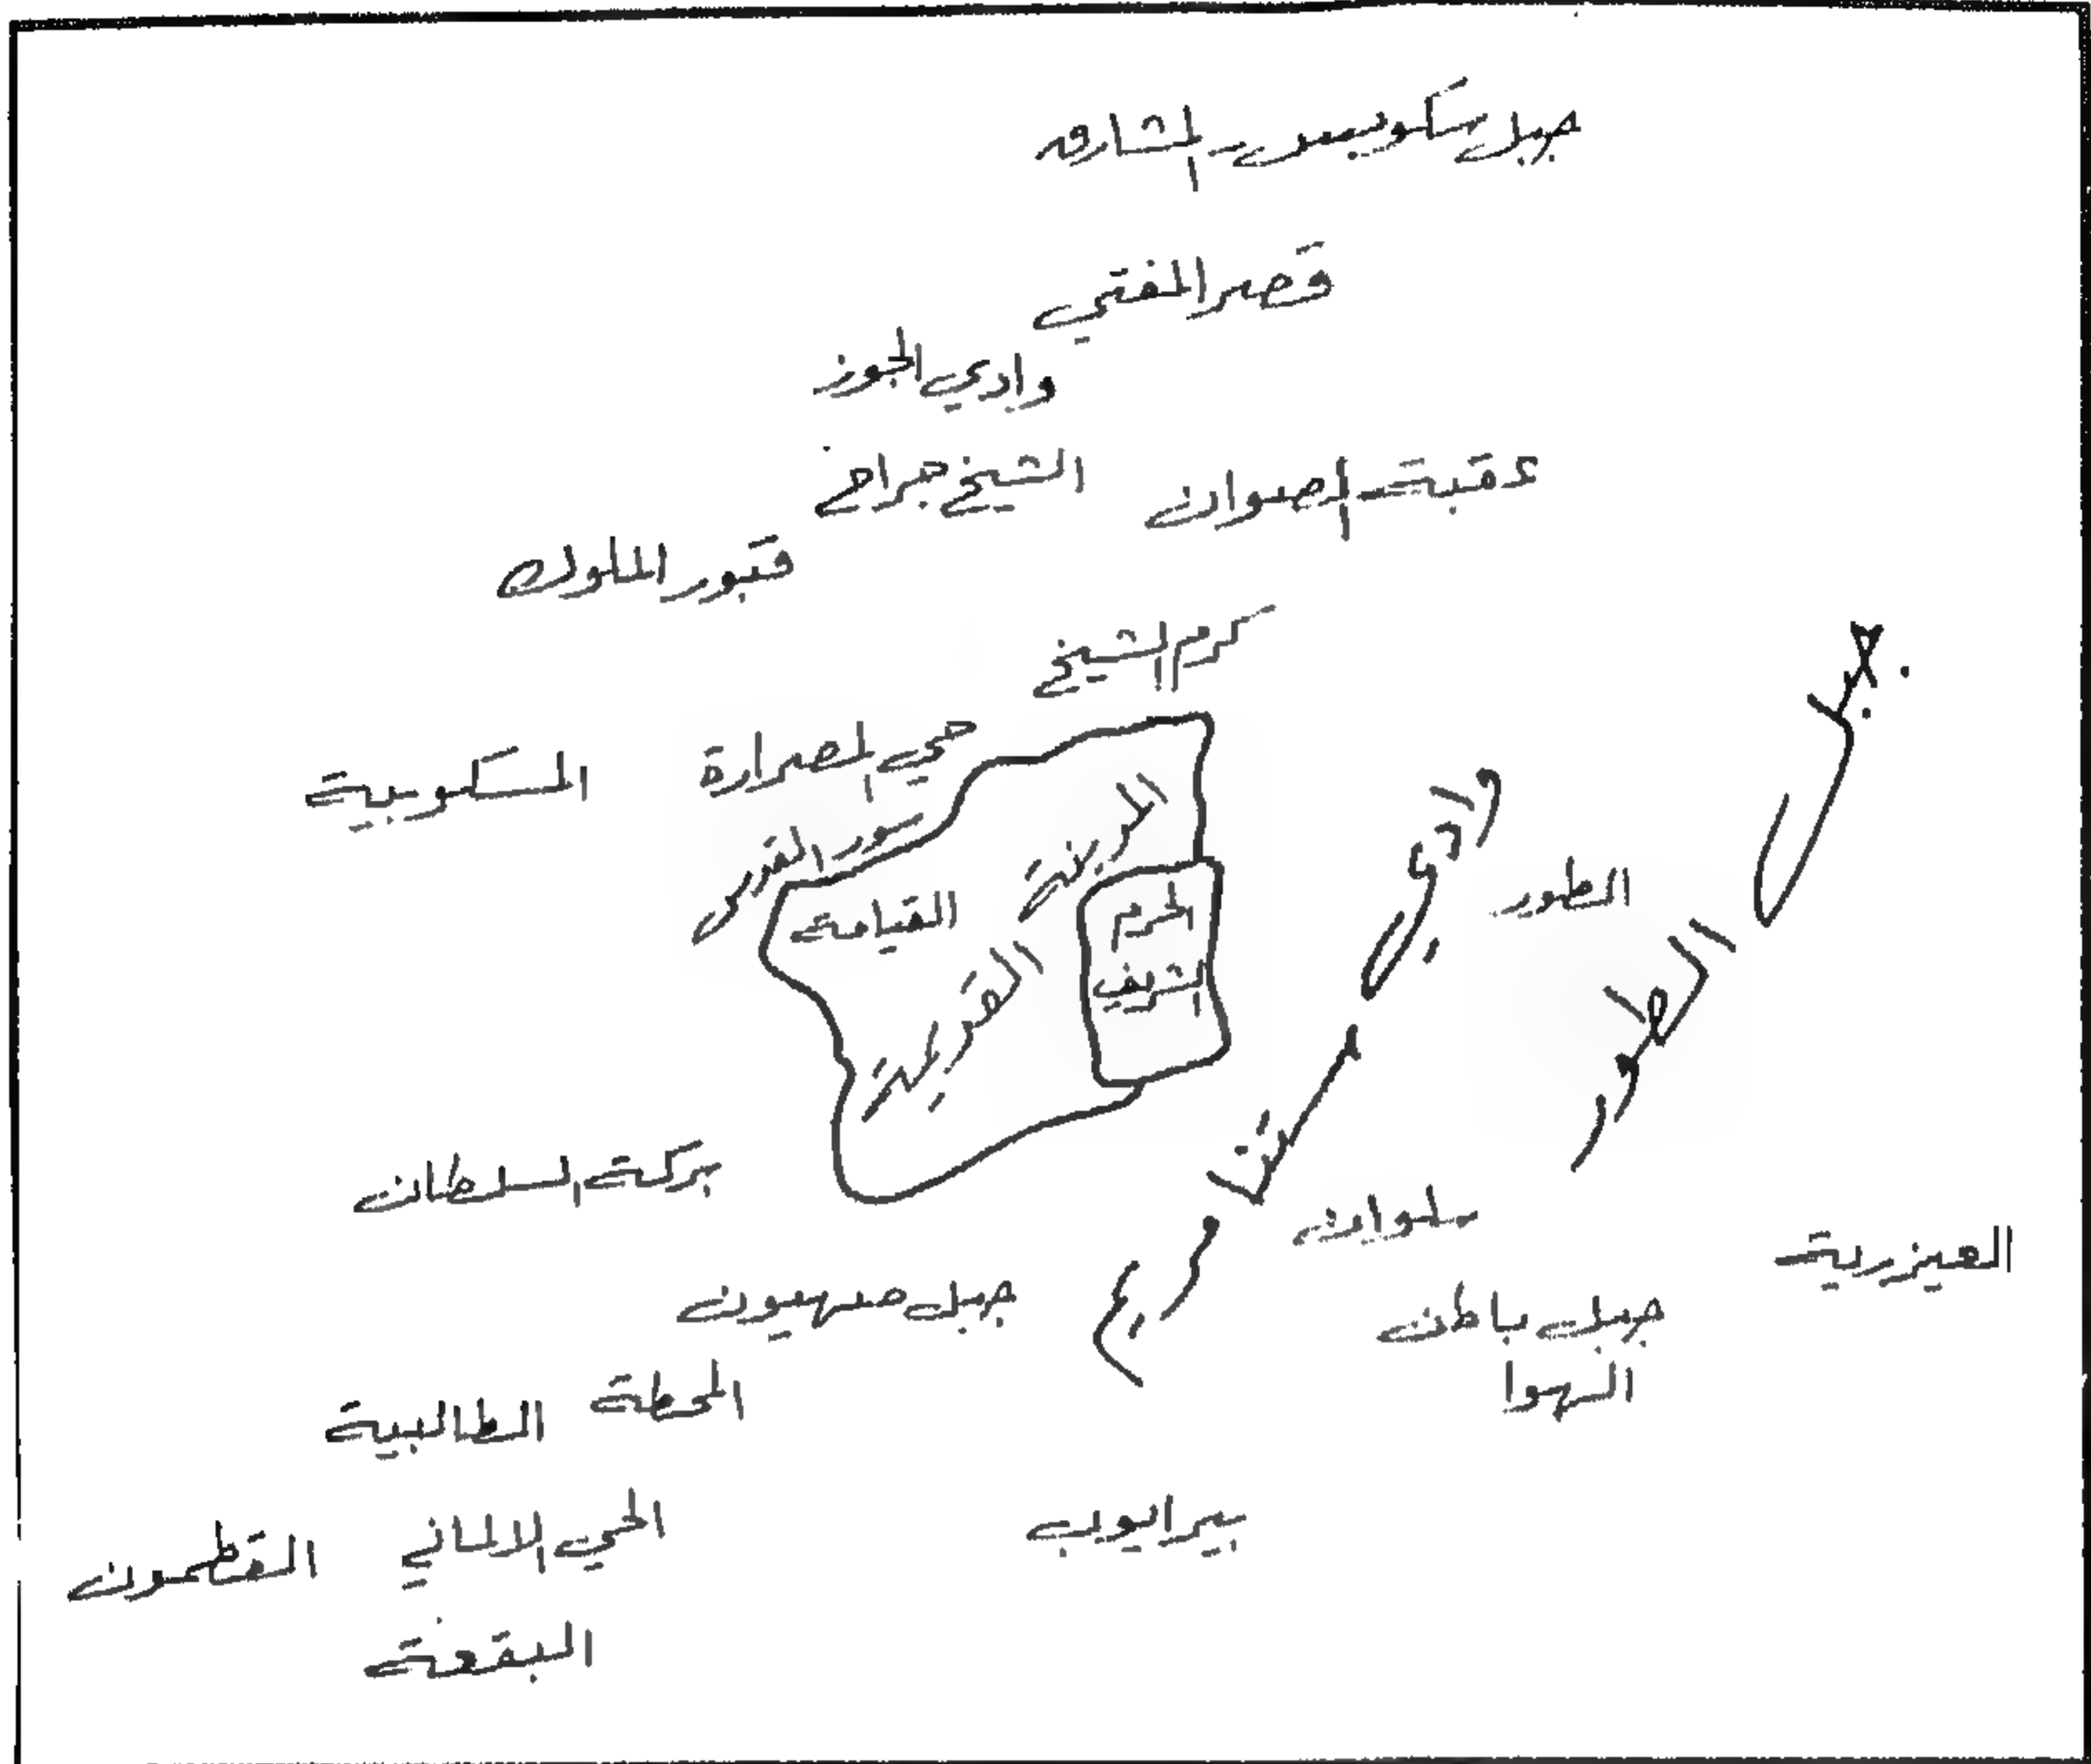 جبل سكوبس - المشارف
قصر المفتي
وادي الجوز
عقبة الصوان
الشيخ جراح
قبور الملوك
كرم الشيخ
حي المصرارة
المسكوبية
سور القدس
المدينة
القديمة
القيامة
الحرم
الشريف
وادي ستنا مريم
الطور
جبل الطور
بركة السلطان
سلوان
العيزرية
جبل صهيون
جبل باطن
الهوا
المحطة
الطالبية
بير ايوب
الحي الالماني
القطمون
البقعة